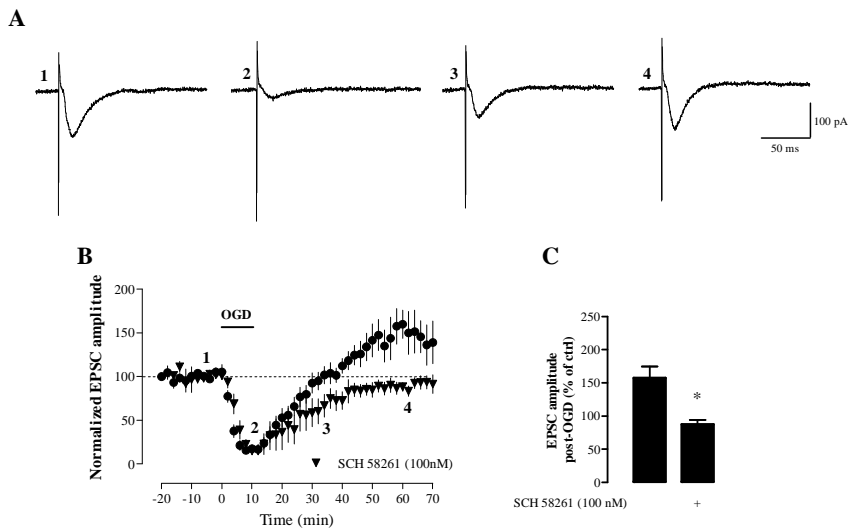 A
1
2
3
4
100 pA
50 ms
B
C
Normalized EPSC amplitude
200
150
100
50
0
OGD
1
2
3
4
SCH 58261 (100nM)
-20 -10 0 10 20 30 40 50 60 70
Time (min)
EPSC amplitude
post-OGD (% of ctrl)
250
200
150
100
50
0
*
SCH 58261 (100 nM) +